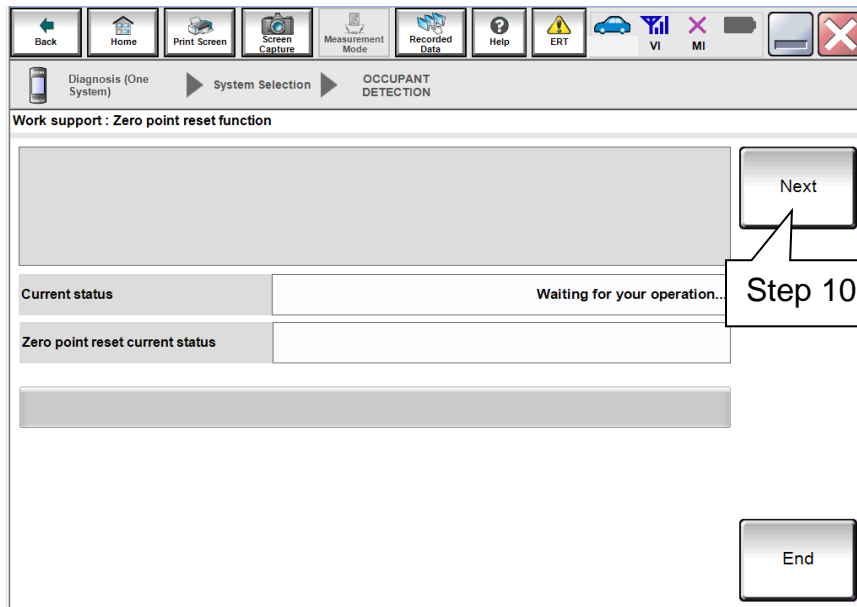 Back
Home
Print Screen
Screen
Capture
Measurement
Mode
Recorded
Data
Help
ERT
VI
MI
Diagnosis (One
System)
System Selection
OCCUPANT
DETECTION
Work support : Zero point reset function
Next
Step 10
Current status
Waiting for your operation...
Zero point reset current status
End